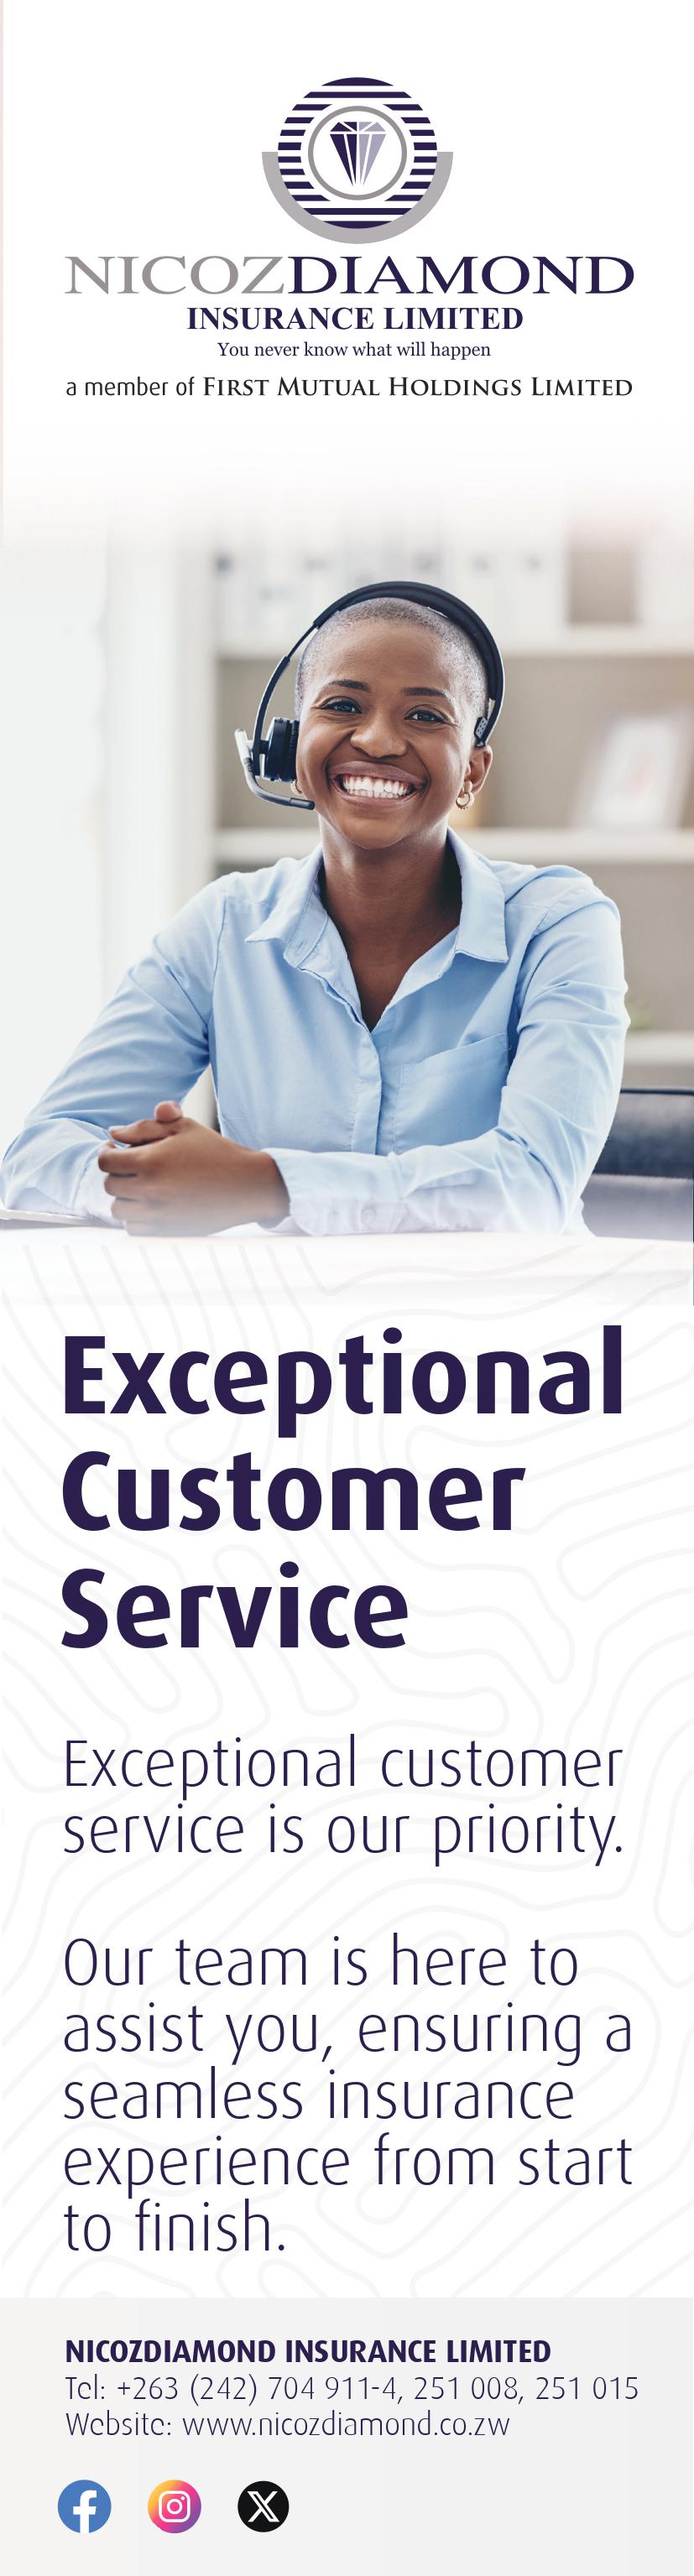 NICOZDIAMOND
INSURANCE LIMITED
You never know what will happen
a member of FIRST MUTUAL HOLDINGS LIMITED
Exceptional
Customer
Service
Exceptional customer
service is our priority.
Our team is here to
assist you, ensuring a
seamless insurance
experience from start
to finish.
NICOZDIAMOND INSURANCE LIMITED
Tel: +263 (242) 704 911-4, 251 008, 251 015
Website: www.nicozdiamond.co.zw